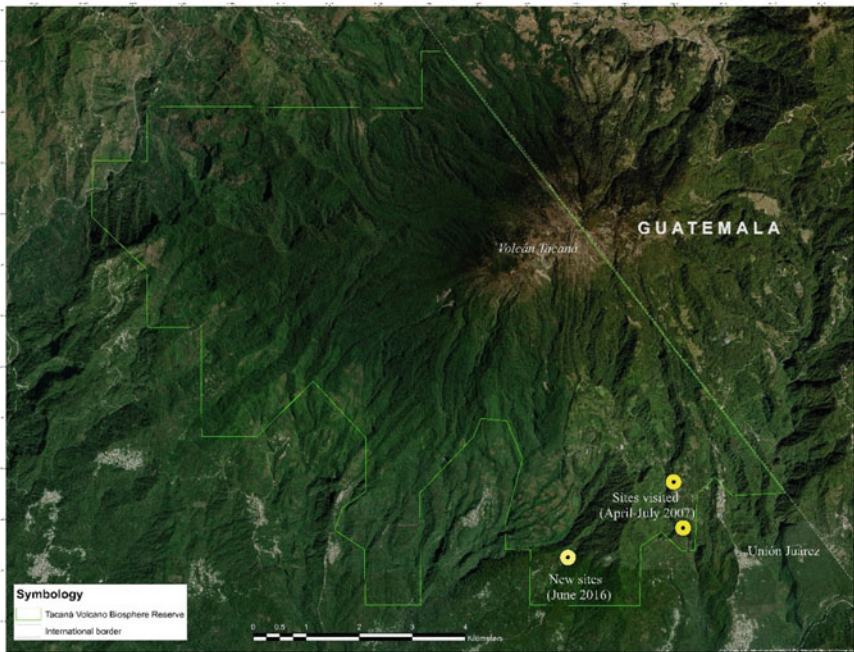 GUATEMALA
Volcán Tacaná
Sites visited
(April-July 2007)
Unión Juárez
New sites
(June 2016)
Symbology
Tacaná Volcano Biosphere Reserve
International border
0 0.5 1 2 3 4
Kilometers